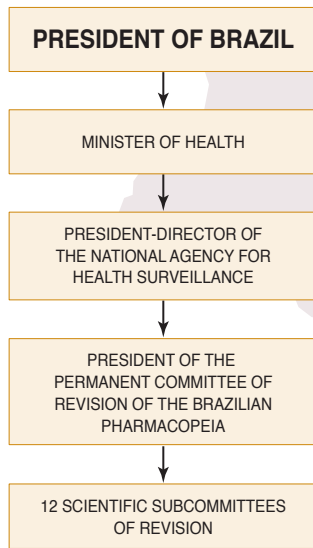 PRESIDENT OF BRAZIL
MINISTER OF HEALTH
PRESIDENT-DIRECTOR OF
THE NATIONAL AGENCY FOR
HEALTH SURVEILLANCE
PRESIDENT OF THE
PERMANENT COMMITTEE OF
REVISION OF THE BRAZILIAN
PHARMACOPEIA
12 SCIENTIFIC SUBCOMMITTEES
OF REVISION